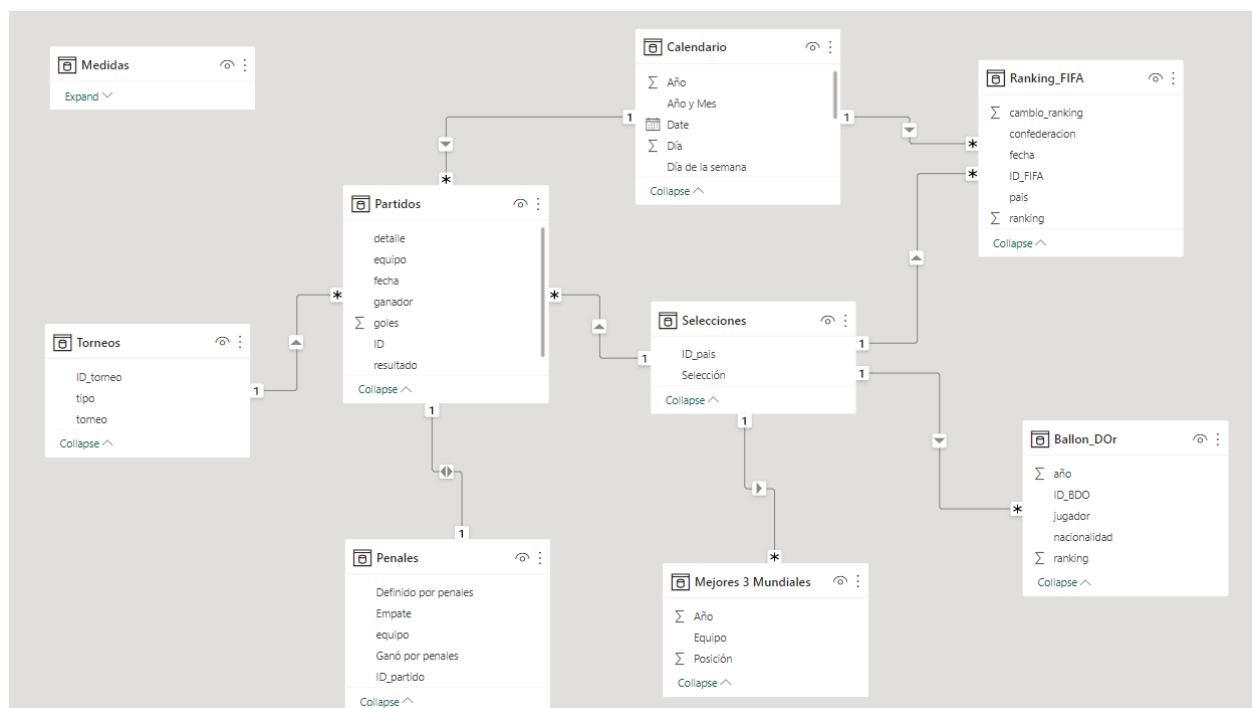 Medidas
Expand
Calendario
Año
Año y Mes
Date
Día
Día de la semana
Collapse
Ranking_FIFA
cambio_ranking
confederacion
fecha
ID_FIFA
pais
ranking
Collapse
Partidos
detalle
equipo
fecha
ganador
goles
ID
resultado
Collapse
Torneos
ID_torneo
tipo
torneo
Collapse
Selecciones
ID_pais
Selección
Collapse
Ballon_DOr
año
ID_BDO
jugador
nacionalidad
ranking
Collapse
Penales
Definido por penales
Empate
equipo
Ganó por penales
ID_partido
Collapse
Mejores 3 Mundiales
Año
Equipo
Posición
Collapse
1
*
1
*
*
1
*
*
1
1
1
*
1
1
1
*
*
1